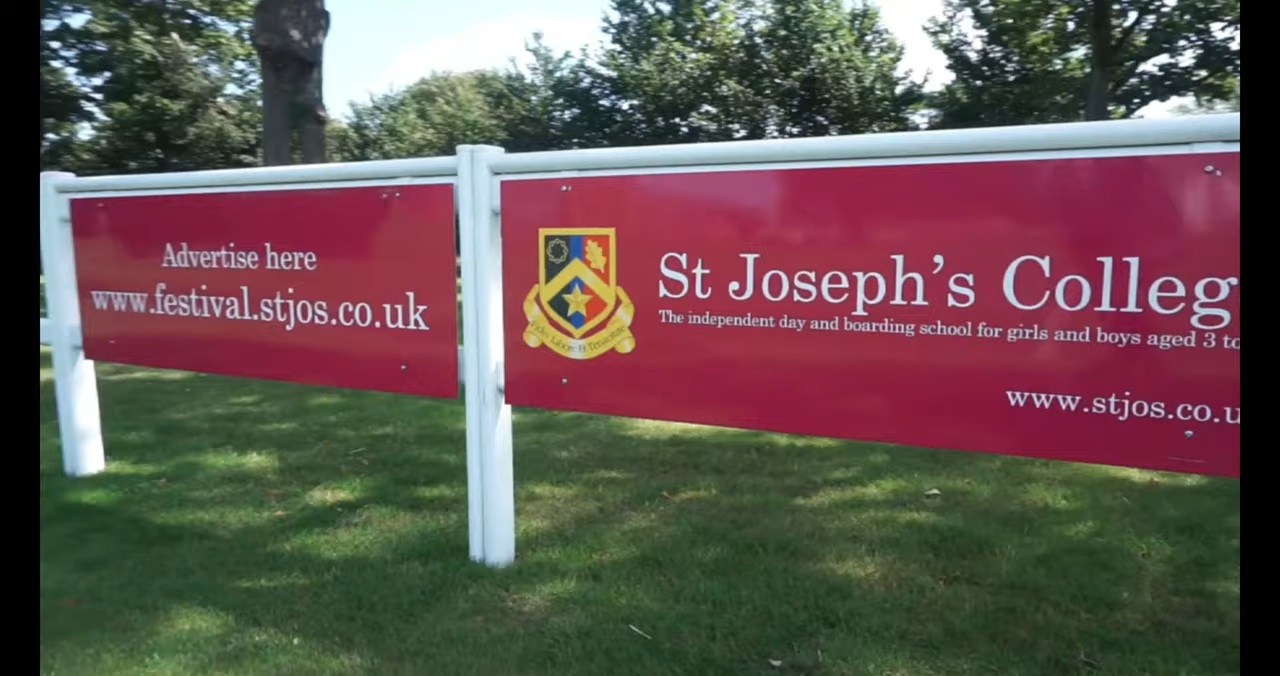 Advertise here
www.festival.stjos.co.uk
St Joseph's Colleg
The independent day and boarding school for girls and boys aged 3 to
www.stjos.co.u